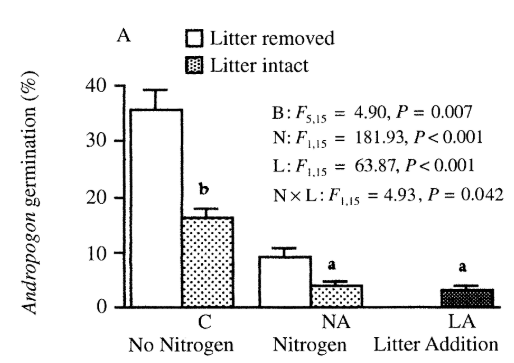 A
Litter removed
Litter intact
Andropogon germination (%)
40
30
20
10
0
B: F5,15 = 4.90, P = 0.007
N: F1,15 = 181.93, P<0.001
L: F1,15 = 63.87, P<0.001
N × L: F1,15 = 4.93, P = 0.042
b
a
a
C NA LA
No Nitrogen Nitrogen Litter Addition